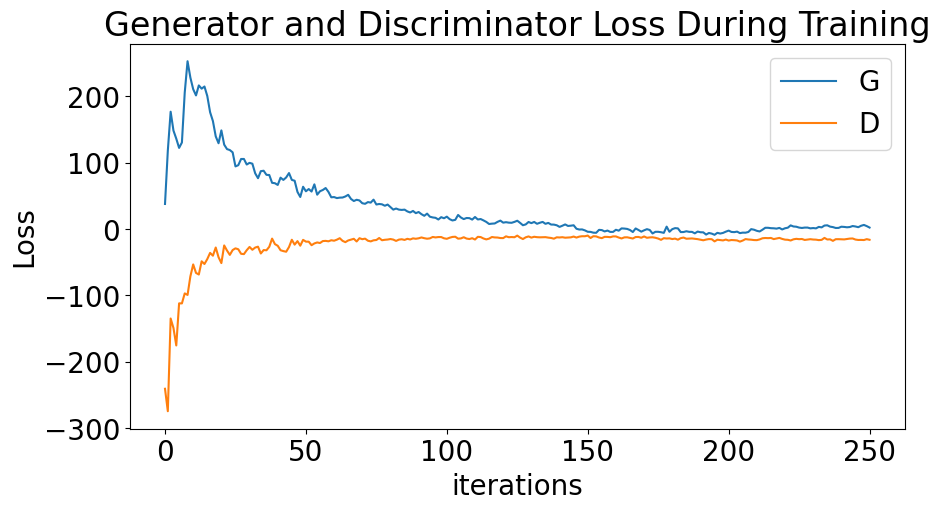 Generator and Discriminator Loss During Training
G
D
200
100
0
−100
−200
−300
Loss
0 50 100 150 200 250
iterations